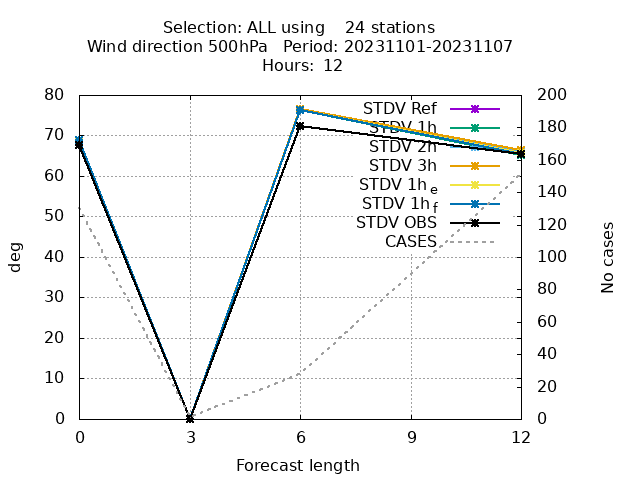 Selection: ALL using    24 stations
Wind direction 500hPa   Period: 20231101-20231107
Hours:  12
80
70
60
50
40
30
20
10
0
deg
200
180
160
140
120
100
80
60
40
20
0
No cases
STDV Ref
STDV 1h
STDV 2h
STDV 3h
STDV 1h e
STDV 1h f
STDV OBS
CASES
0 3 6 9 12
Forecast length